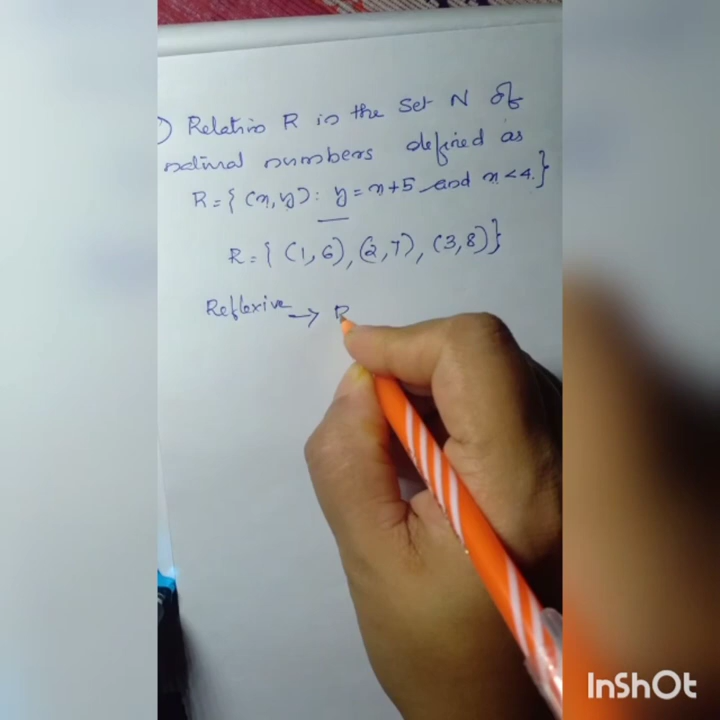 ) Relation R in the set N of
natural numbers defined as
R = { (x, y) : y = x + 5 and x < 4. }
R = { (1, 6), (2, 7), (3, 8) }
Reflexive → R
InShOt